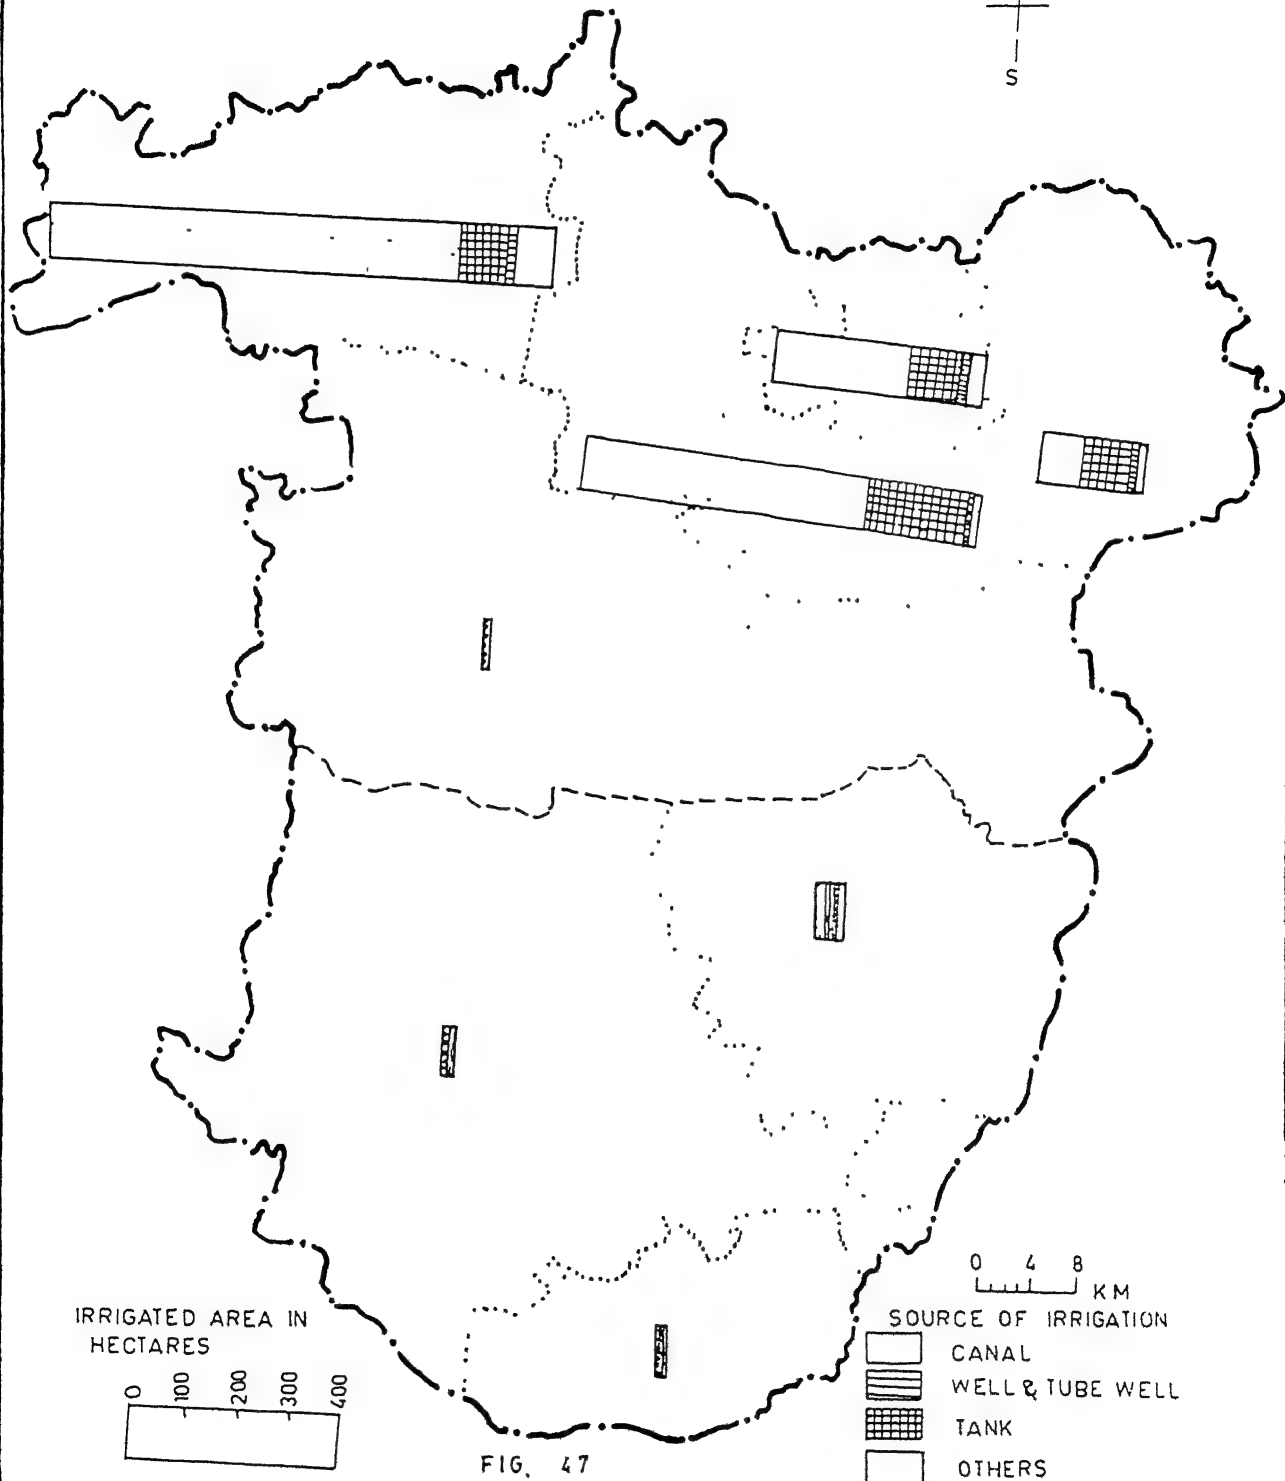 S
0 4 8
KM
IRRIGATED AREA IN
HECTARES
0 100 200 300 400
SOURCE OF IRRIGATION
CANAL
WELL & TUBE WELL
TANK
OTHERS
FIG. 47